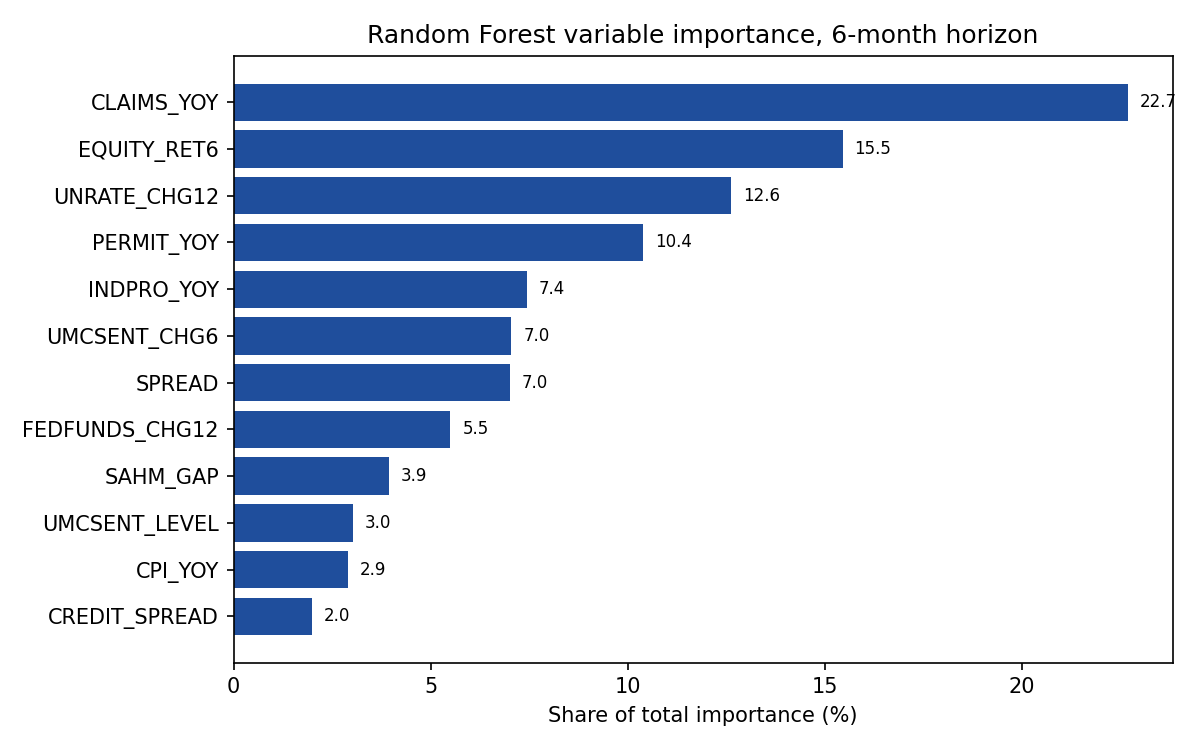 Random Forest variable importance, 6-month horizon
CLAIMS_YOY 22.7
EQUITY_RET6 15.5
UNRATE_CHG12 12.6
PERMIT_YOY 10.4
INDPRO_YOY 7.4
UMCSENT_CHG6 7.0
SPREAD 7.0
FEDFUNDS_CHG12 5.5
SAHM_GAP 3.9
UMCSENT_LEVEL 3.0
CPI_YOY 2.9
CREDIT_SPREAD 2.0
0 5 10 15 20
Share of total importance (%)